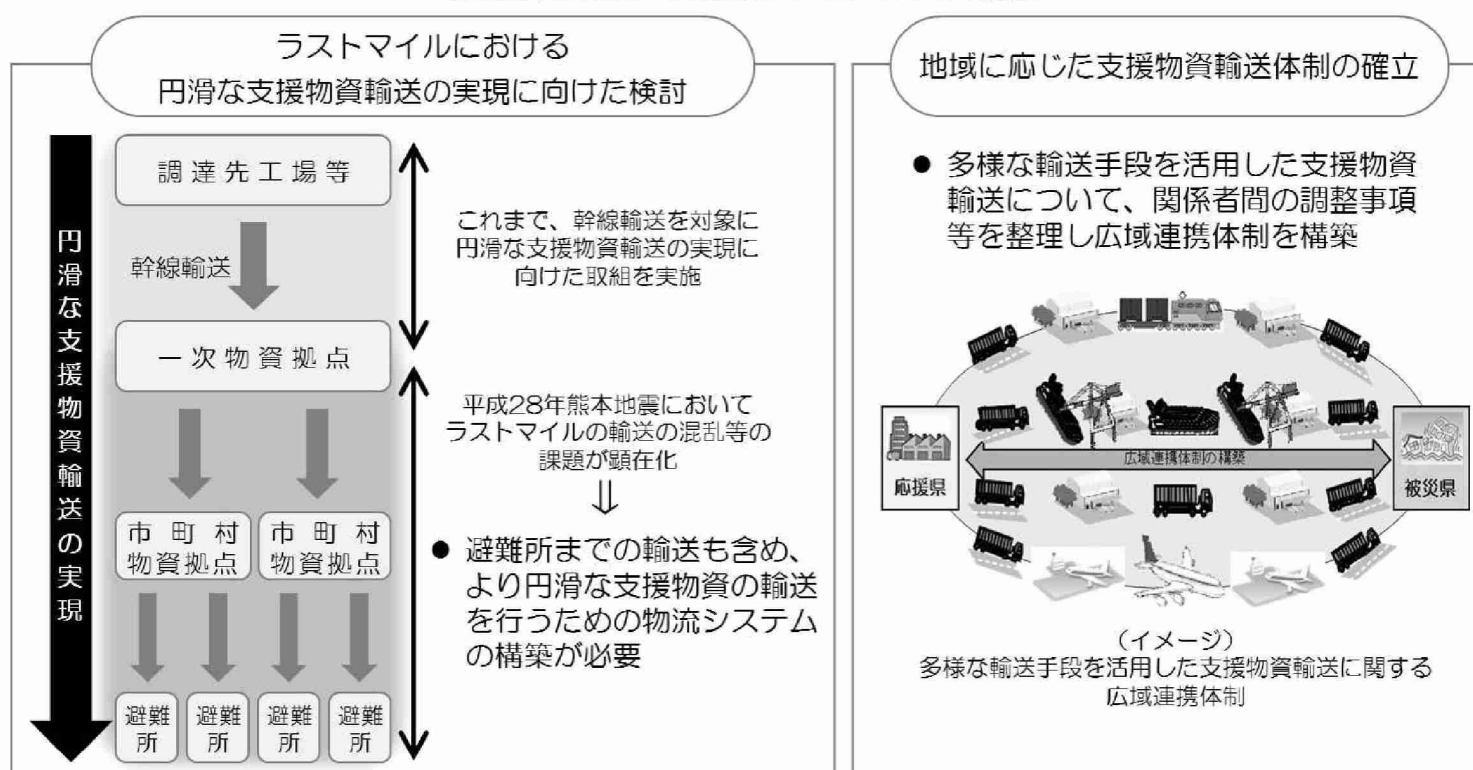 ラストマイルにおける
円滑な支援物資輸送の実現に向けた検討
円滑な支援物資輸送の実現
調達先工場等
幹線輸送
一次物資拠点
市町村
物資拠点
市町村
物資拠点
避難
所
避難
所
避難
所
避難
所
これまで、幹線輸送を対象に
円滑な支援物資輸送の実現に
向けた取組を実施
平成28年熊本地震において
ラストマイルの輸送の混乱等の
課題が顕在化
⇓
● 避難所までの輸送も含め、
より円滑な支援物資の輸送
を行うための物流システム
の構築が必要
地域に応じた支援物資輸送体制の確立
● 多様な輸送手段を活用した支援物資
輸送について、関係者間の調整事項
等を整理し広域連携体制を構築
応援県
広域連携体制の構築
被災県
(イメージ)
多様な輸送手段を活用した支援物資輸送に関する
広域連携体制